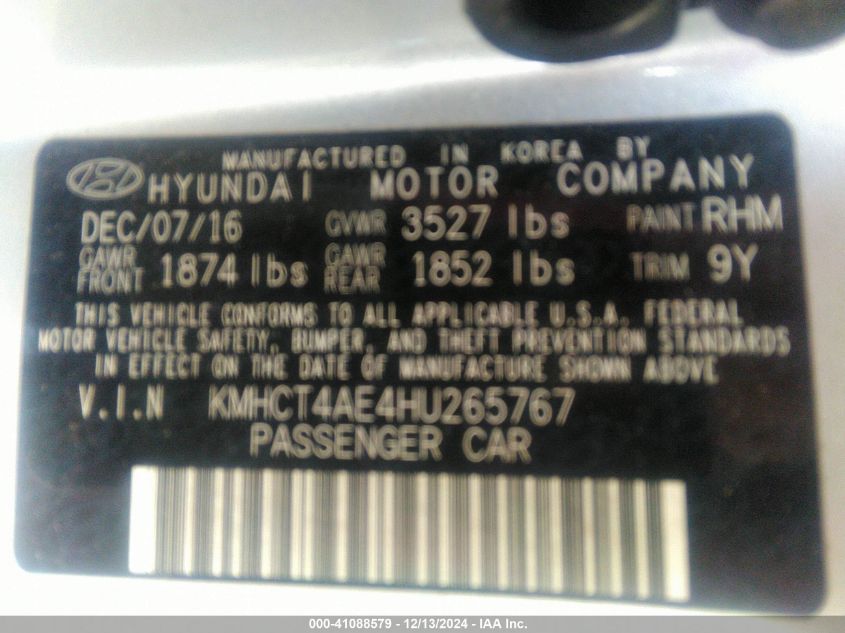 MANUFACTURED IN KOREA BY
HYUNDAI MOTOR COMPANY
DEC/07/16 GVWR 3527 lbs PAINT RHM
GAWR FRONT 1874 lbs GAWR REAR 1852 lbs TRIM 9Y
THIS VEHICLE CONFORMS TO ALL APPLICABLE U.S.A. FEDERAL
MOTOR VEHICLE SAFETY, BUMPER, AND THEFT PREVENTION STANDARDS
IN EFFECT ON THE DATE OF MANUFACTURE SHOWN ABOVE
V.I.N KMHCT4AE4HU265767
PASSENGER CAR
000-41088579 - 12/13/2024 - IAA Inc.